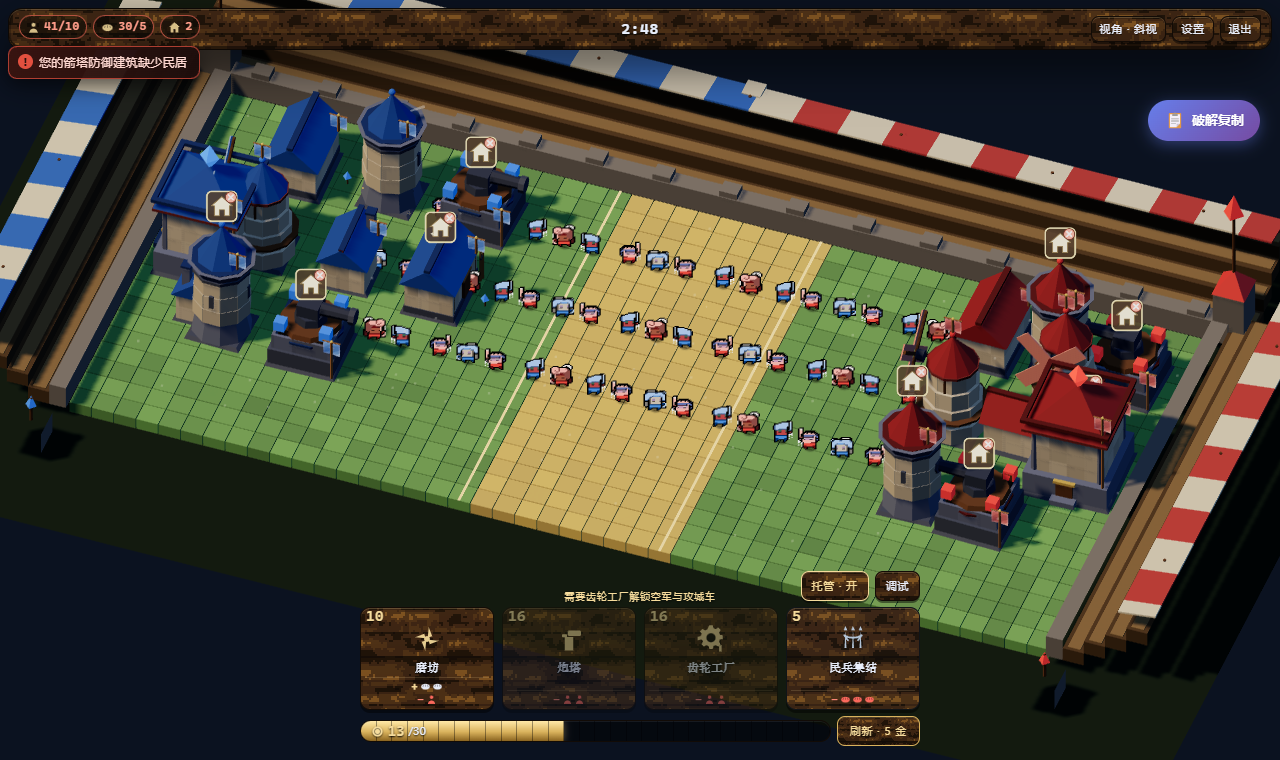 41/10 30/5 2
2:48
视角 · 斜视 设置 退出
! 您的箭塔防御建筑缺少民居
破解复制
托管 · 开 调试
需要齿轮工厂解锁空军与攻城车
10 磨坊
+
−
16 炮塔
−
16 齿轮工厂
−
5 民兵集结
−
13 /30
刷新 · 5 金